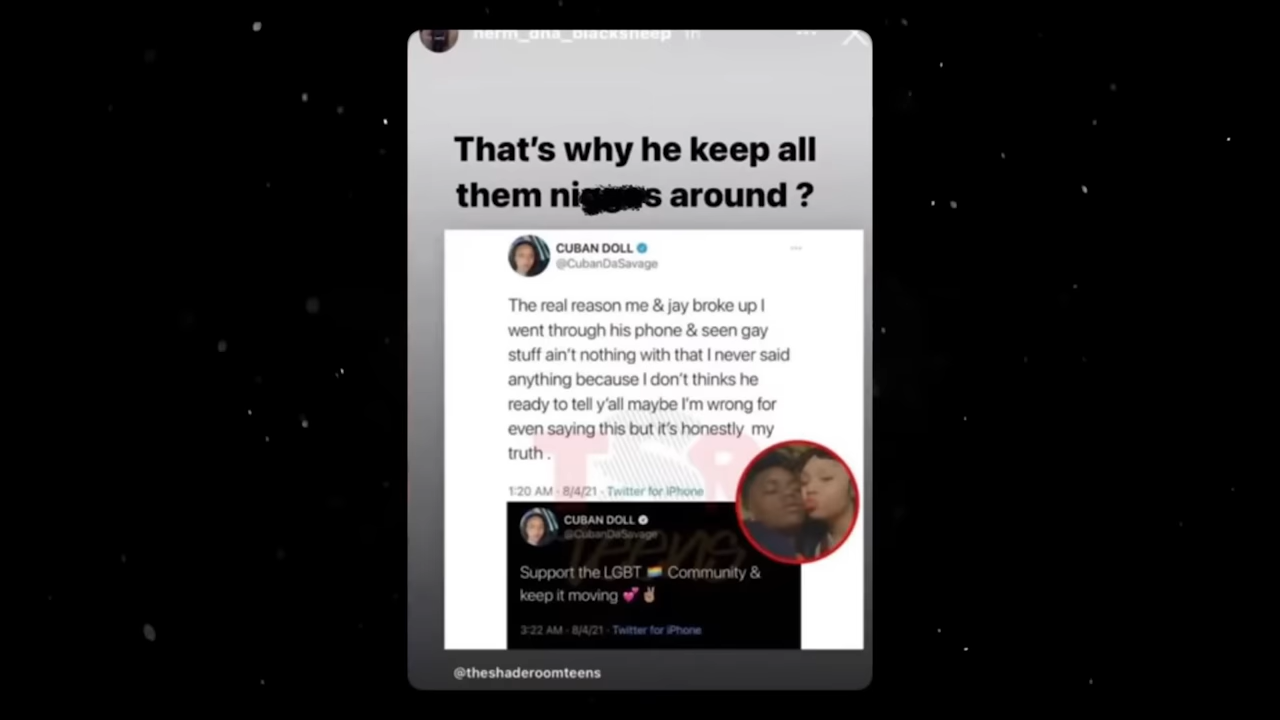 herm_dha_blacksheep 1h
That's why he keep all
them ni s around ?
CUBAN DOLL
@CubanDaSavage
The real reason me & jay broke up I
went through his phone & seen gay
stuff ain't nothing with that I never said
anything because I don't thinks he
ready to tell y'all maybe I'm wrong for
even saying this but it's honestly my
truth .
1:20 AM · 8/4/21 · Twitter for iPhone
TSR
teens
CUBAN DOLL
@CubanDaSavage
Support the LGBT 🏳️‍🌈 Community &
keep it moving 💕✌🏼
3:22 AM · 8/4/21 · Twitter for iPhone
@theshaderoomteens